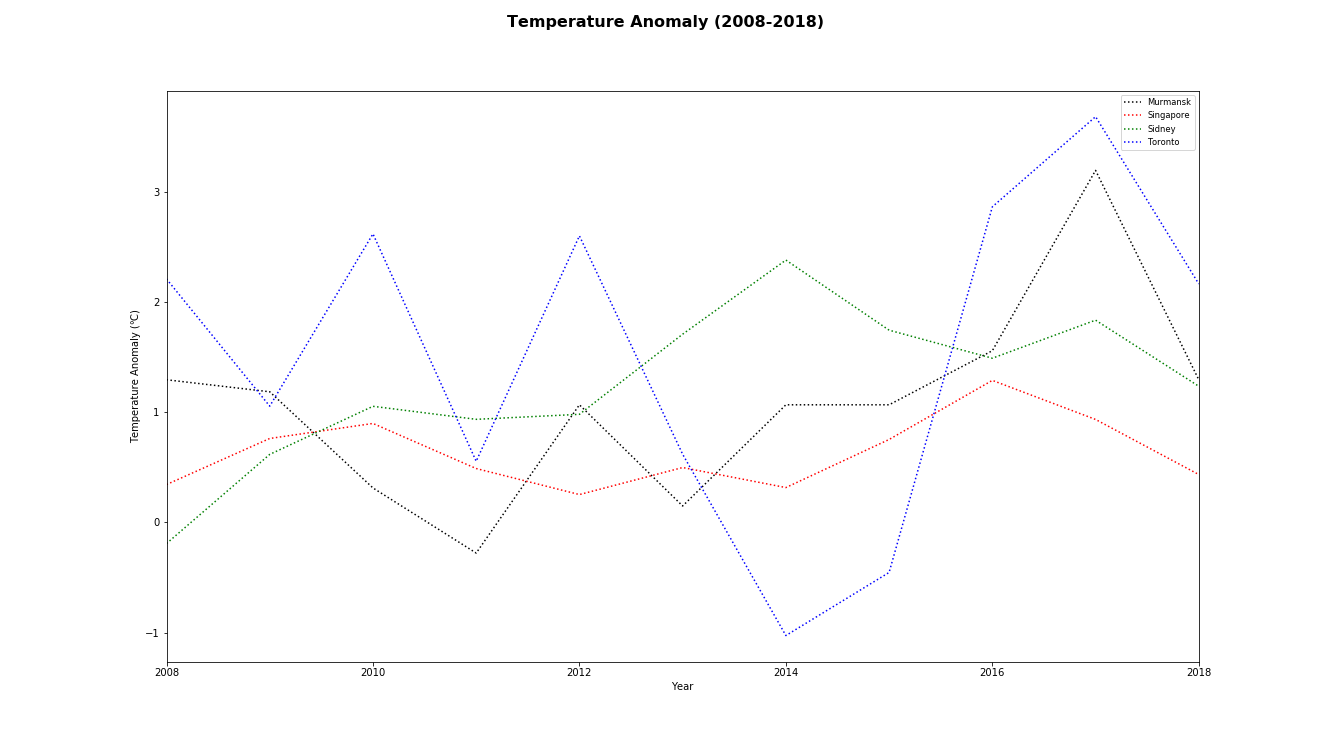 Temperature Anomaly (2008-2018)
Murmansk
Singapore
Sidney
Toronto
3
2
1
0
−1
Temperature Anomaly (℃)
2008
2010
2012
2014
2016
2018
Year